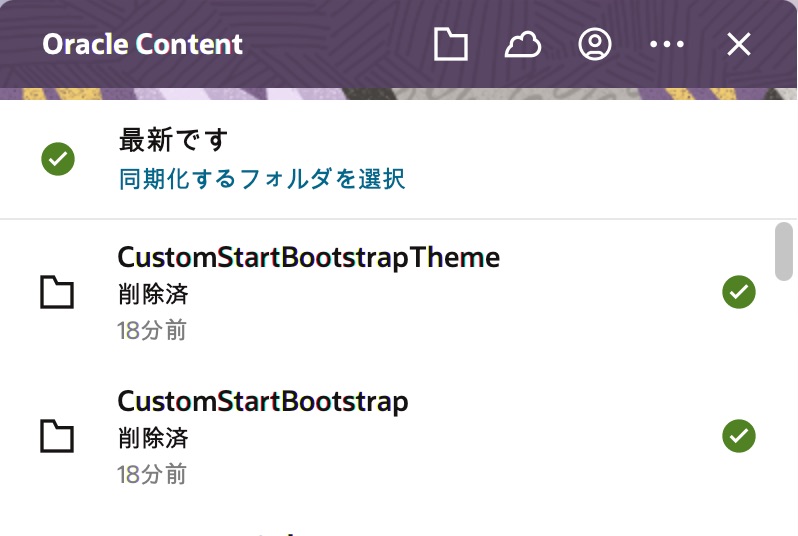 Oracle Content
最新です
同期化するフォルダを選択
CustomStartBootstrapTheme
削除済
18分前
CustomStartBootstrap
削除済
18分前